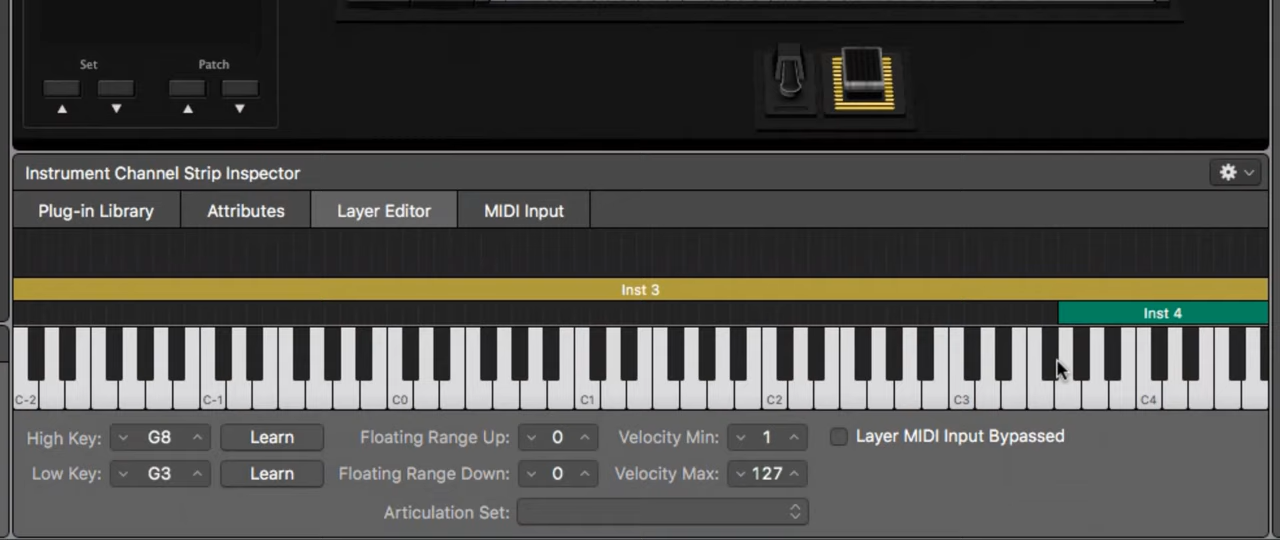 Set
Patch
Instrument Channel Strip Inspector
Plug-in Library
Attributes
Layer Editor
MIDI Input
Inst 3
Inst 4
C-2
C-1
C0
C1
C2
C3
C4
High Key: G8 Learn Floating Range Up: 0 Velocity Min: 1 Layer MIDI Input Bypassed
Low Key: G3 Learn Floating Range Down: 0 Velocity Max: 127
Articulation Set: